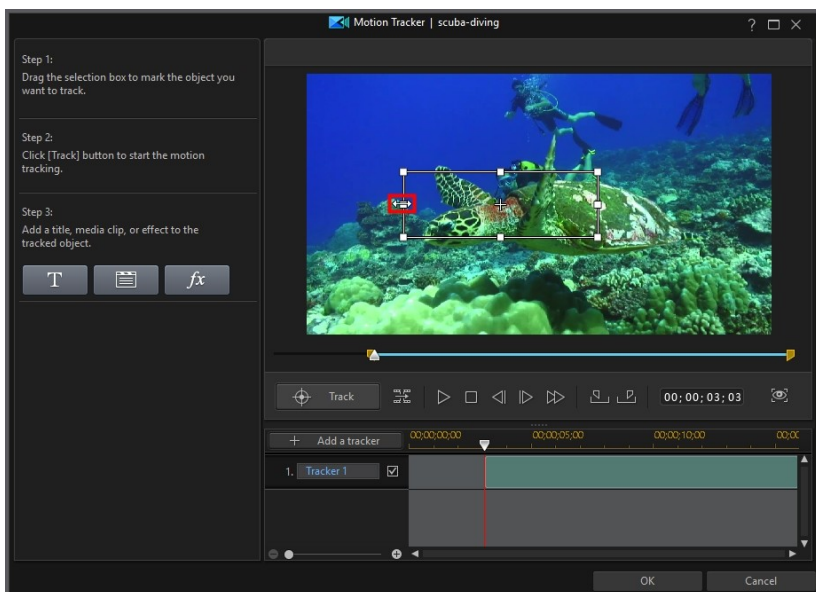 Motion Tracker | scuba-diving
?
Step 1:
Drag the selection box to mark the object you
want to track.
Step 2:
Click [Track] button to start the motion
tracking.
Step 3:
Add a title, media clip, or effect to the
tracked object.
T
fx
Track
00; 00; 03; 03
+ Add a tracker
00;00;00;00
00;00;05;00
00;00;10;00
00;0
1. Tracker 1
OK
Cancel